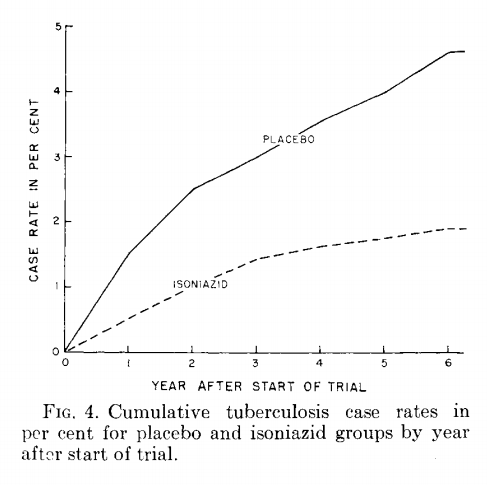 5
4
3
2
1
0
CASE RATE IN PER CENT
PLACEBO
ISONIAZID
0 1 2 3 4 5 6
YEAR AFTER START OF TRIAL
FIG. 4. Cumulative tuberculosis case rates in
per cent for placebo and isoniazid groups by year
after start of trial.